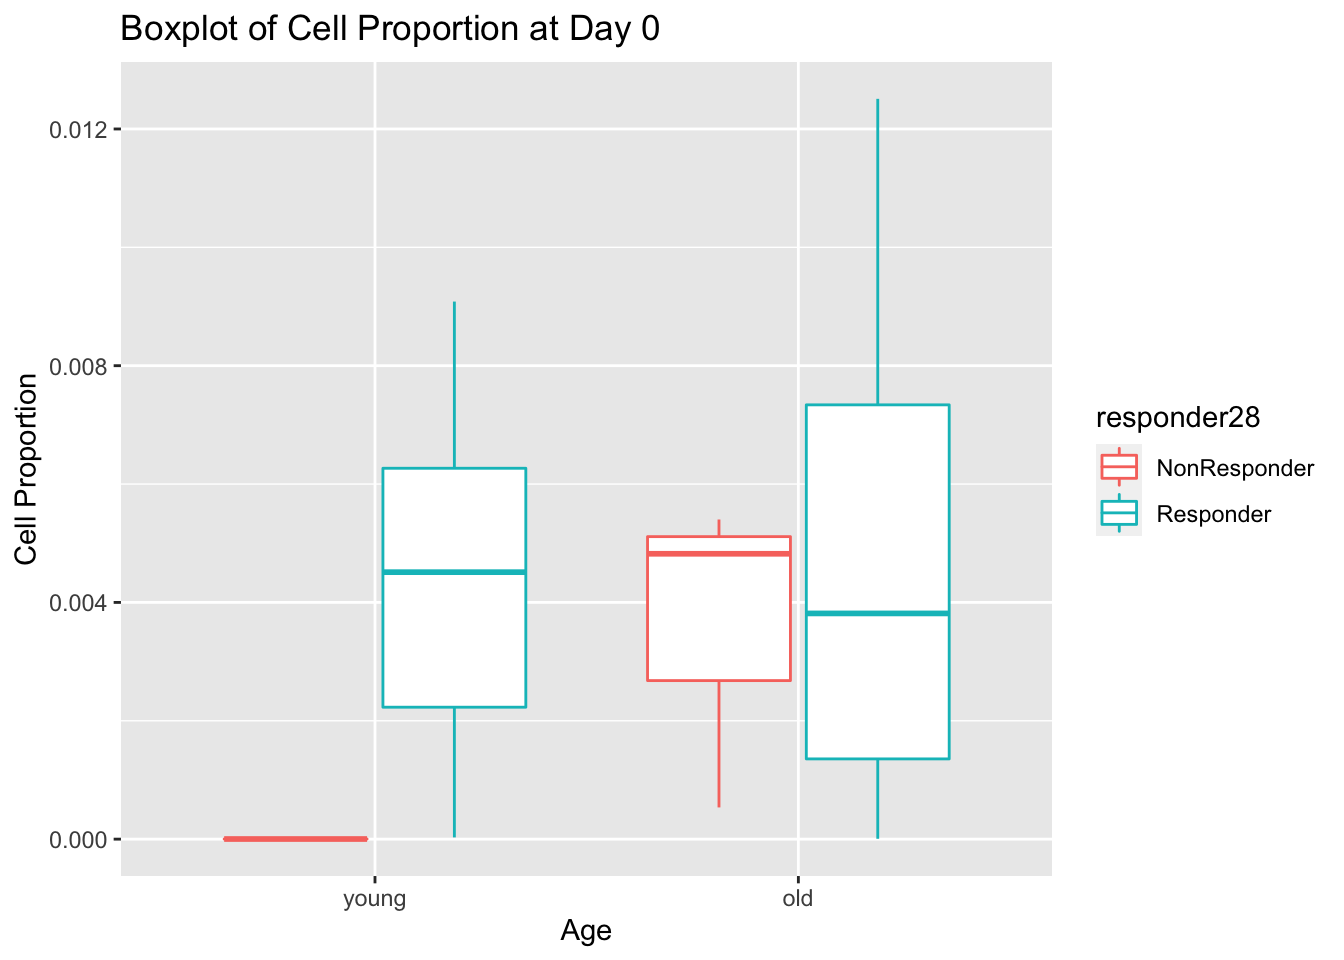 Boxplot of Cell Proportion at Day 0
0.012
0.008
0.004
0.000
Cell Proportion
young
old
Age
responder28
NonResponder
Responder